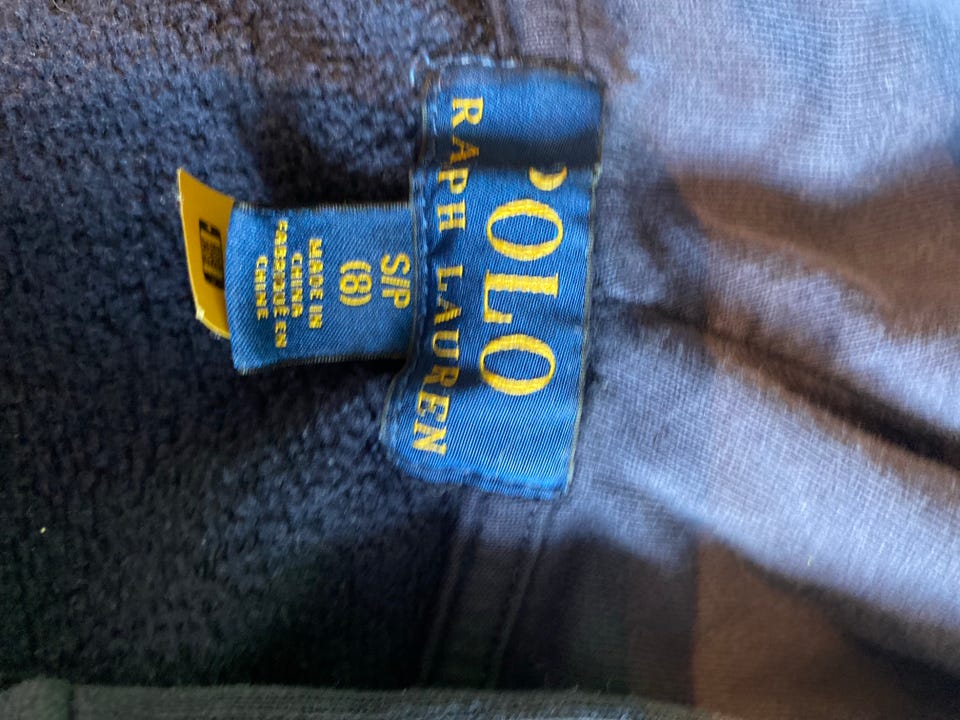 POLO
RALPH LAUREN
S/P
(8)
MADE IN
CHINA
FABRIQUÉ EN
CHINE